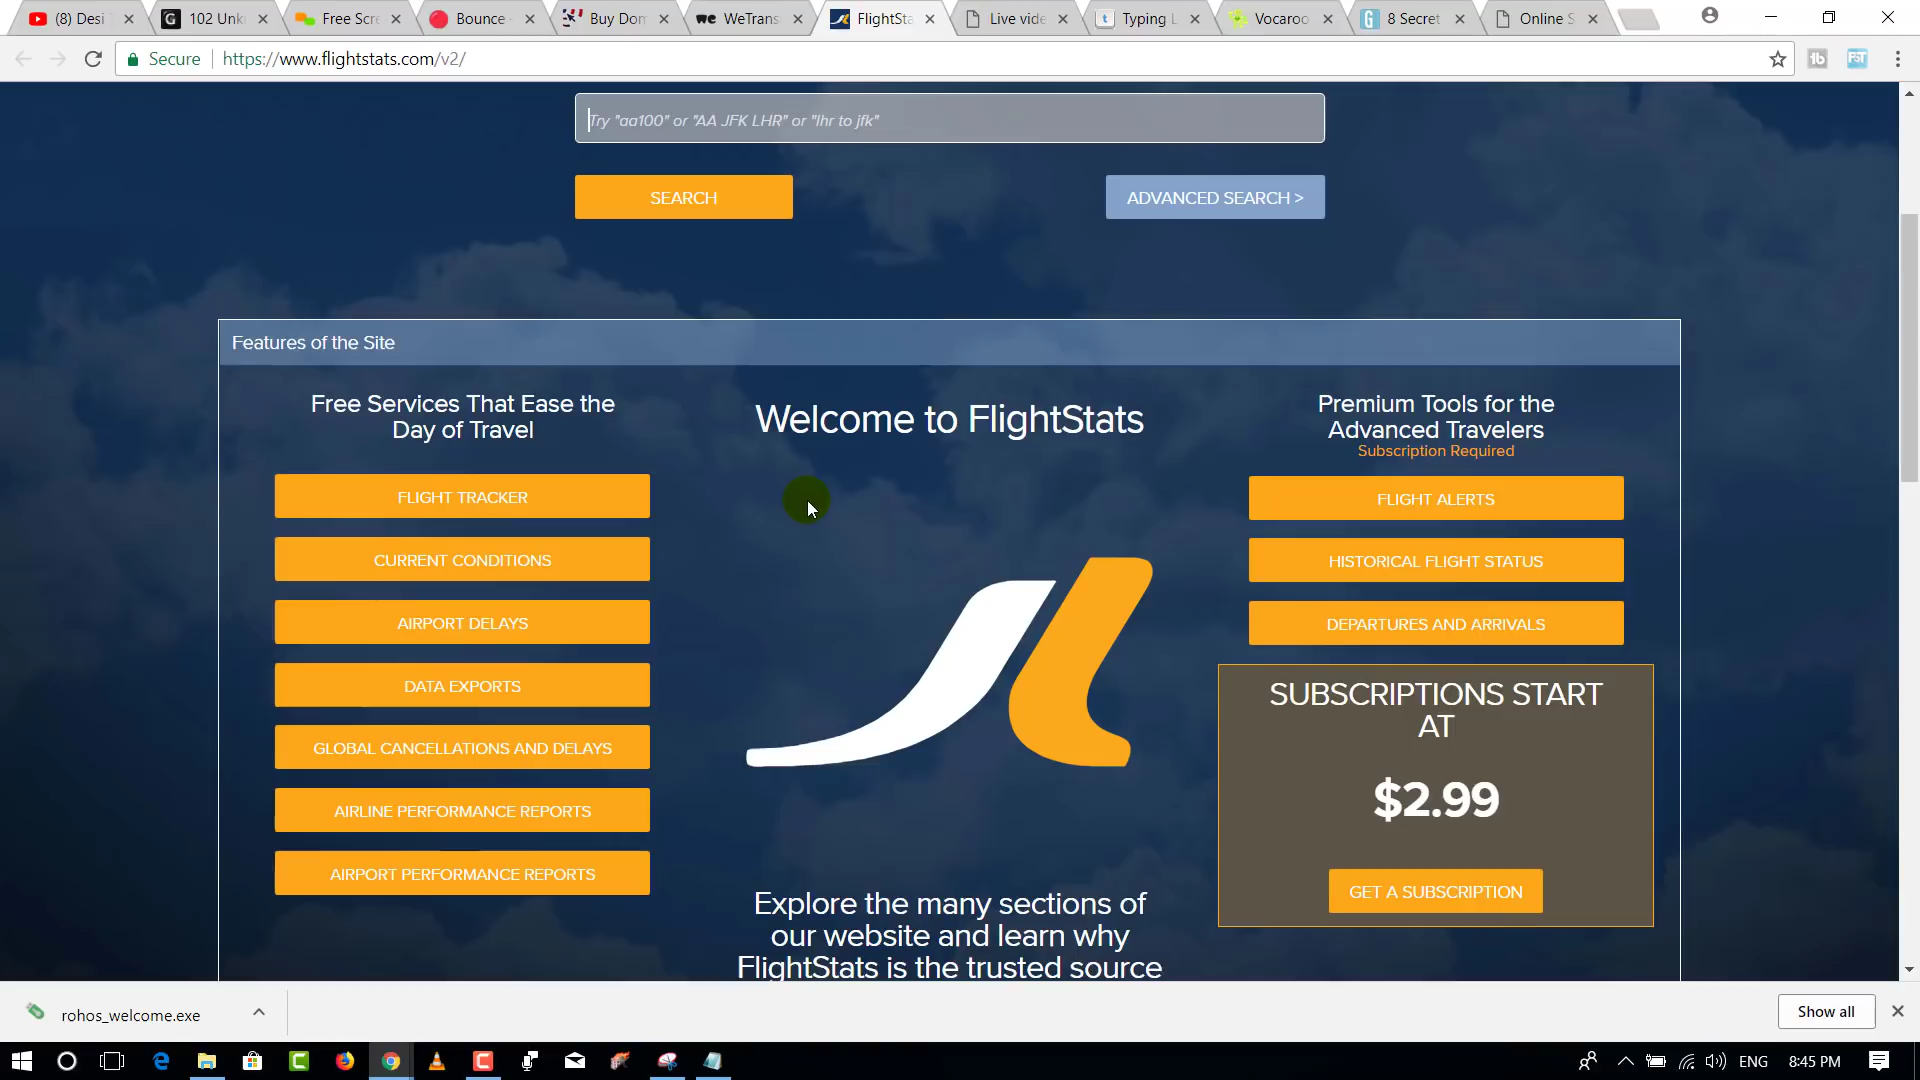 (8) Desi
102 Unk
Free Scre
Bounce
Buy Dom
WeTrans
FlightSta
Live vide
Typing L
Vocaroo
8 Secret
Online S
Secure
https://www.flightstats.com/v2/
Try "aa100" or "AA JFK LHR" or "lhr to jfk"
SEARCH
ADVANCED SEARCH >
Features of the Site
Free Services That Ease the
Day of Travel
FLIGHT TRACKER
CURRENT CONDITIONS
AIRPORT DELAYS
DATA EXPORTS
GLOBAL CANCELLATIONS AND DELAYS
AIRLINE PERFORMANCE REPORTS
AIRPORT PERFORMANCE REPORTS
Welcome to FlightStats
Explore the many sections of
our website and learn why
FlightStats is the trusted source
Premium Tools for the
Advanced Travelers
Subscription Required
FLIGHT ALERTS
HISTORICAL FLIGHT STATUS
DEPARTURES AND ARRIVALS
SUBSCRIPTIONS START
AT
$2.99
GET A SUBSCRIPTION
rohos_welcome.exe
Show all
ENG
8:45 PM